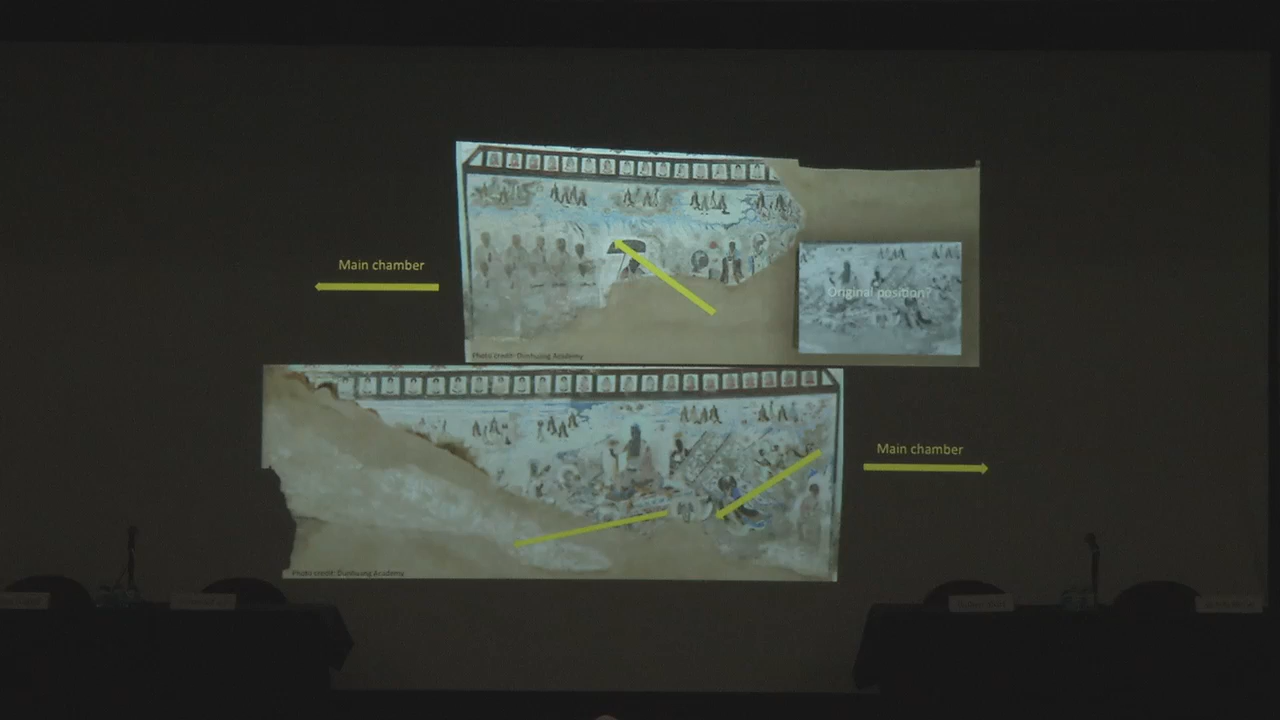 Main chamber
Original position?
Photo credit: Dunhuang Academy
Main chamber
Photo credit: Dunhuang Academy